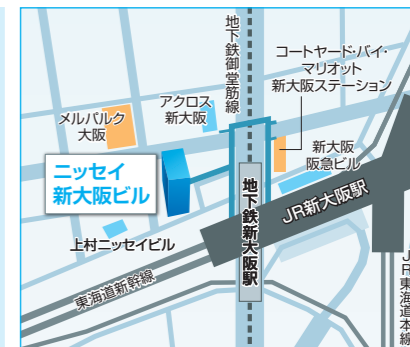 地下鉄御堂筋線
コートヤード・バイ・
マリオット
新大阪ステーション
アクロス
新大阪
メルパルク
大阪
新大阪
阪急ビル
ニッセイ
新大阪ビル
地下鉄新大阪駅
JR新大阪駅
上村ニッセイビル
東海道新幹線
JR東海道本線